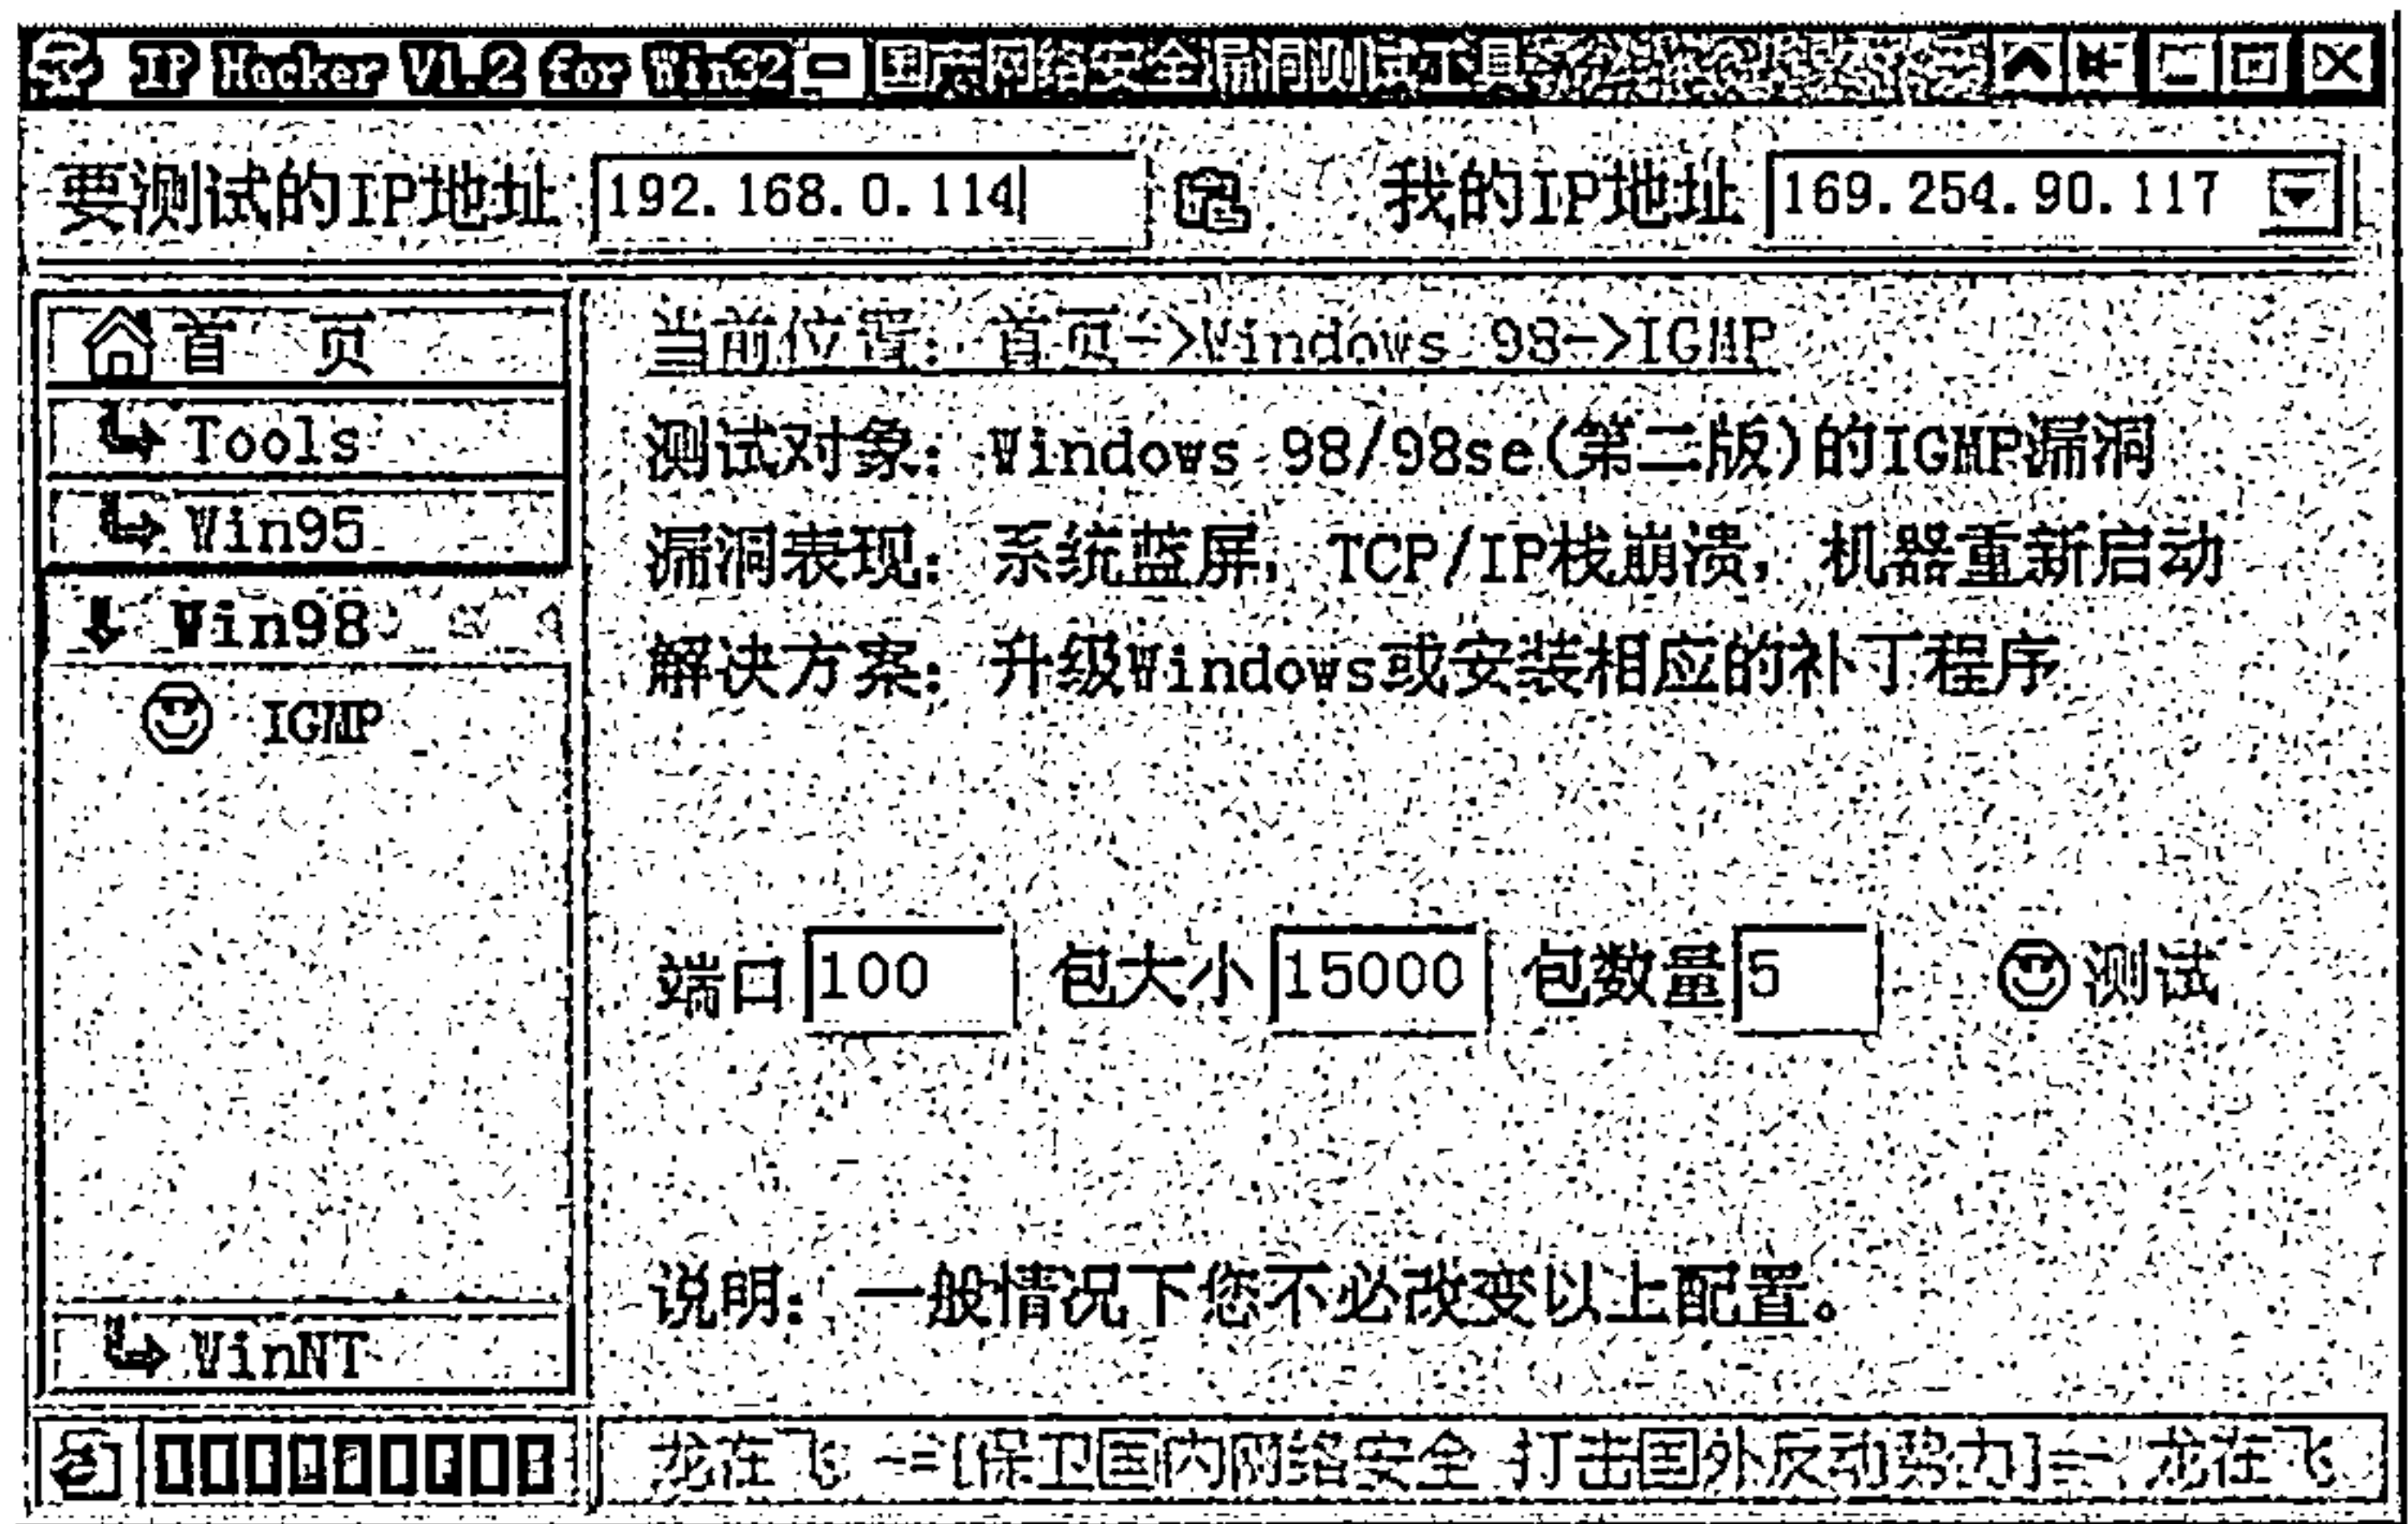 IP Hacker V1.2 for Win32 - 国产网络安全漏洞测试工具
要测试的IP地址 192.168.0.114 我的IP地址 169.254.90.117
首 页
Tools
Win95
Win98
IGMP
WinNT
当前位置: 首页->Windows 98->IGMP
测试对象: Windows 98/98se(第二版)的IGMP漏洞
漏洞表现: 系统蓝屏, TCP/IP栈崩溃, 机器重新启动
解决方案: 升级Windows或安装相应的补丁程序
端口 100 包大小 15000 包数量 5 测试
说明: 一般情况下您不必改变以上配置。
龙在飞 -=[保卫国内网络安全 打击国外反动势力]=- 龙在飞